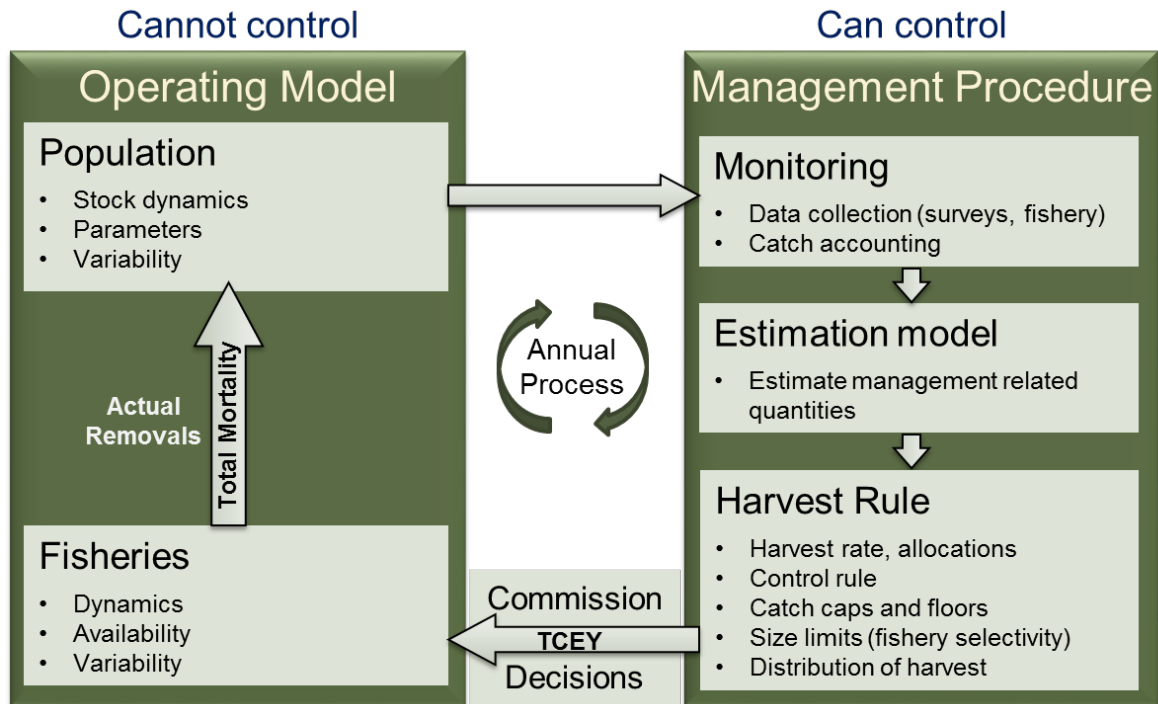 Cannot control
Operating Model
Population
• Stock dynamics
• Parameters
• Variability
Actual
Removals
Total Mortality
Fisheries
• Dynamics
• Availability
• Variability
Annual
Process
Commission
TCEY
Decisions
Can control
Management Procedure
Monitoring
• Data collection (surveys, fishery)
• Catch accounting
Estimation model
• Estimate management related
quantities
Harvest Rule
• Harvest rate, allocations
• Control rule
• Catch caps and floors
• Size limits (fishery selectivity)
• Distribution of harvest